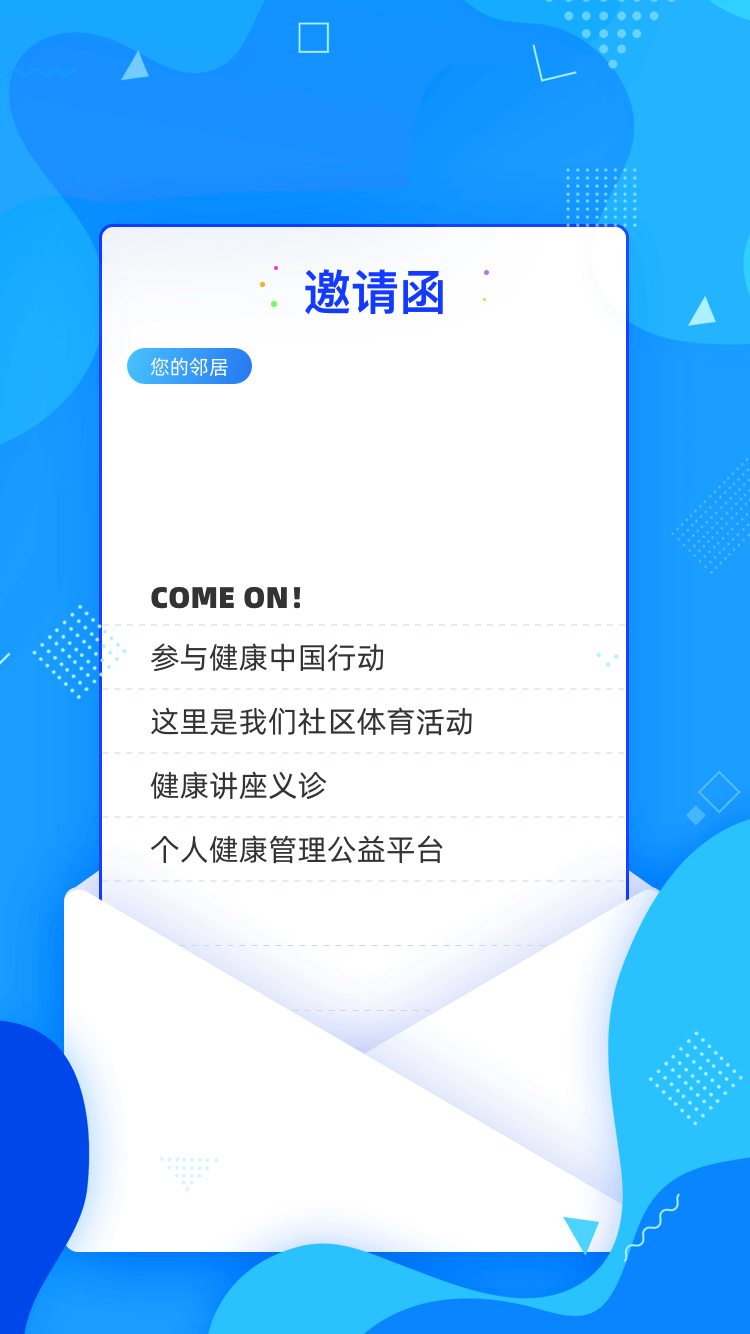 邀请函
您的邻居
COME ON!
参与健康中国行动
这里是我们社区体育活动
健康讲座义诊
个人健康管理公益平台